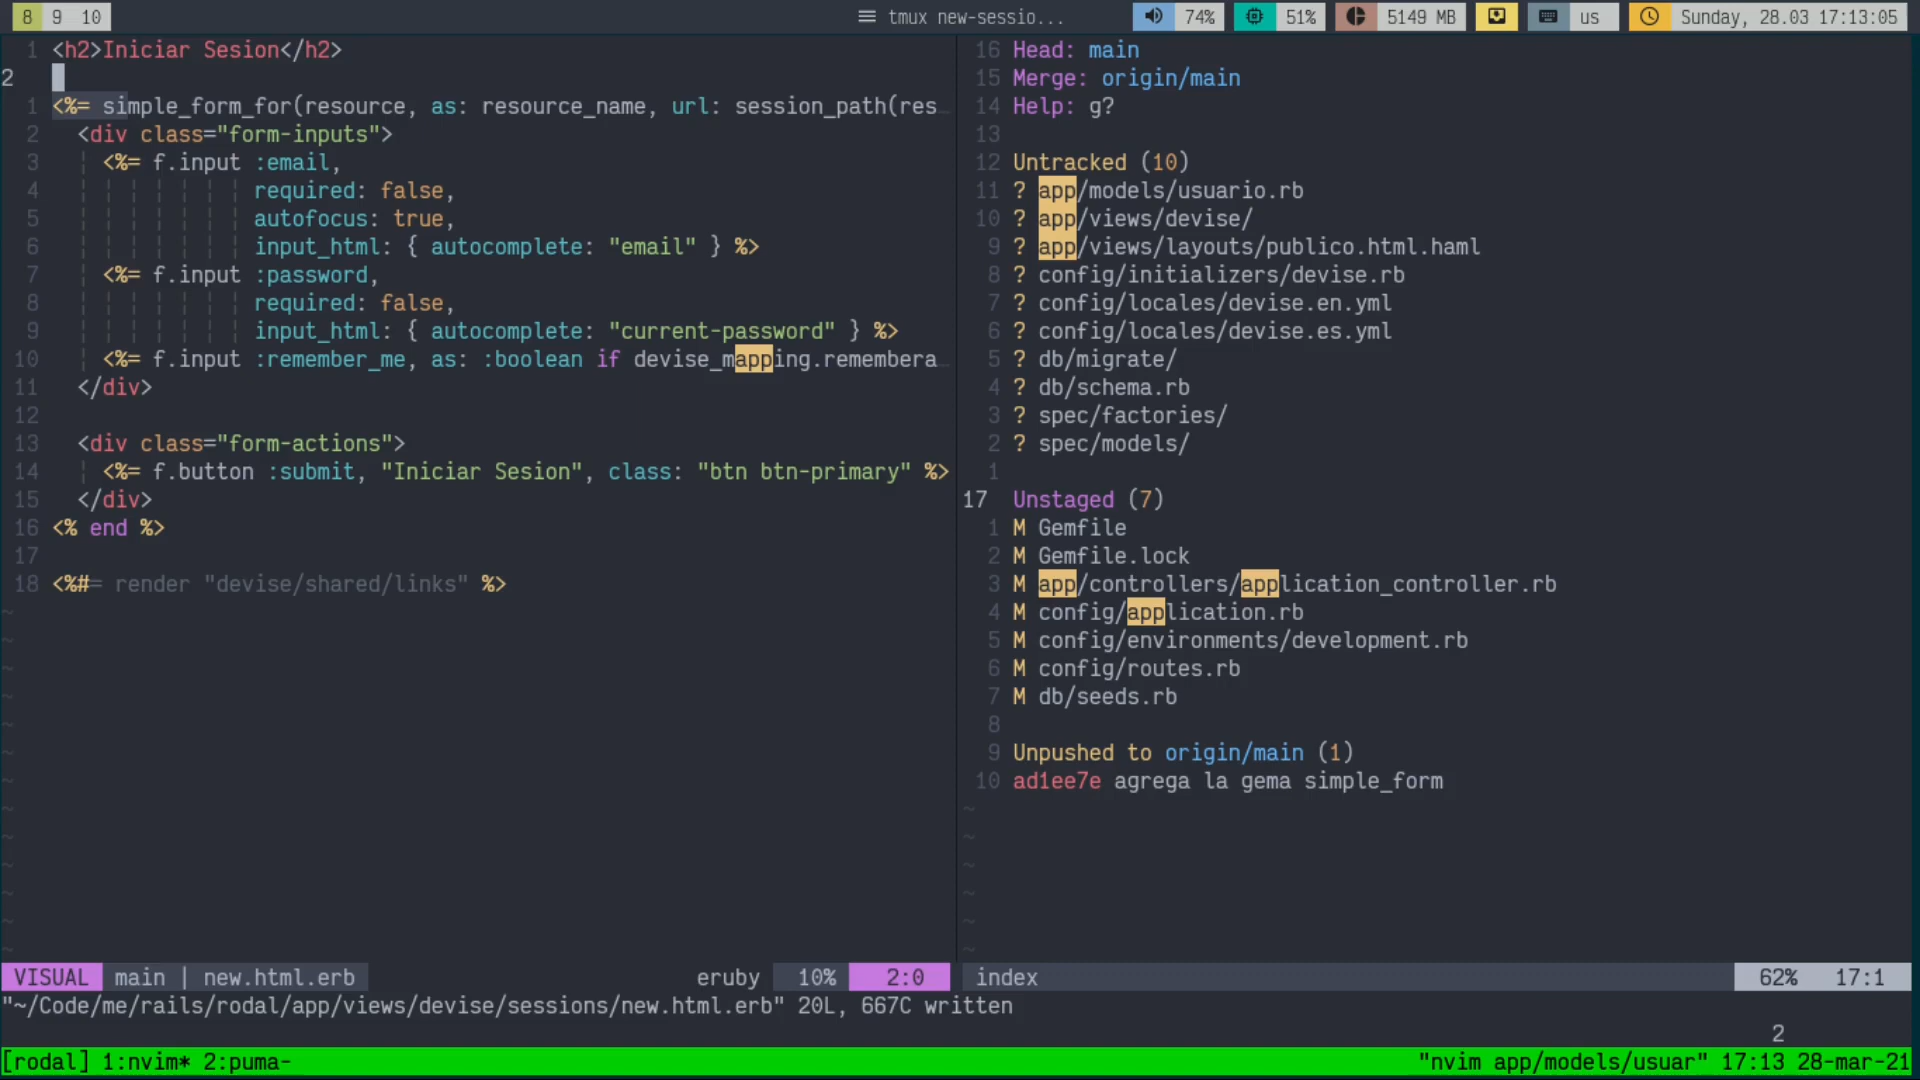 8 9 10
tmux new-sessio...
74% 51% 5149 MB us Sunday, 28.03 17:13:05
1 <h2>Iniciar Sesion</h2>
2
1 <%= simple_form_for(resource, as: resource_name, url: session_path(res
2 <div class="form-inputs">
3 <%= f.input :email,
4 required: false,
5 autofocus: true,
6 input_html: { autocomplete: "email" } %>
7 <%= f.input :password,
8 required: false,
9 input_html: { autocomplete: "current-password" } %>
10 <%= f.input :remember_me, as: :boolean if devise_mapping.remembera
11 </div>
12
13 <div class="form-actions">
14 <%= f.button :submit, "Iniciar Sesion", class: "btn btn-primary" %>
15 </div>
16 <% end %>
17
18 <%#= render "devise/shared/links" %>
VISUAL main | new.html.erb eruby 10% 2:0
16 Head: main
15 Merge: origin/main
14 Help: g?
13
12 Untracked (10)
11 ? app/models/usuario.rb
10 ? app/views/devise/
9 ? app/views/layouts/publico.html.haml
8 ? config/initializers/devise.rb
7 ? config/locales/devise.en.yml
6 ? config/locales/devise.es.yml
5 ? db/migrate/
4 ? db/schema.rb
3 ? spec/factories/
2 ? spec/models/
1
17 Unstaged (7)
1 M Gemfile
2 M Gemfile.lock
3 M app/controllers/application_controller.rb
4 M config/application.rb
5 M config/environments/development.rb
6 M config/routes.rb
7 M db/seeds.rb
8
9 Unpushed to origin/main (1)
10 ad1ee7e agrega la gema simple_form
index 62% 17:1
"~/Code/me/rails/rodal/app/views/devise/sessions/new.html.erb" 20L, 667C written
2
[rodal] 1:nvim* 2:puma- "nvim app/models/usuar" 17:13 28-mar-21